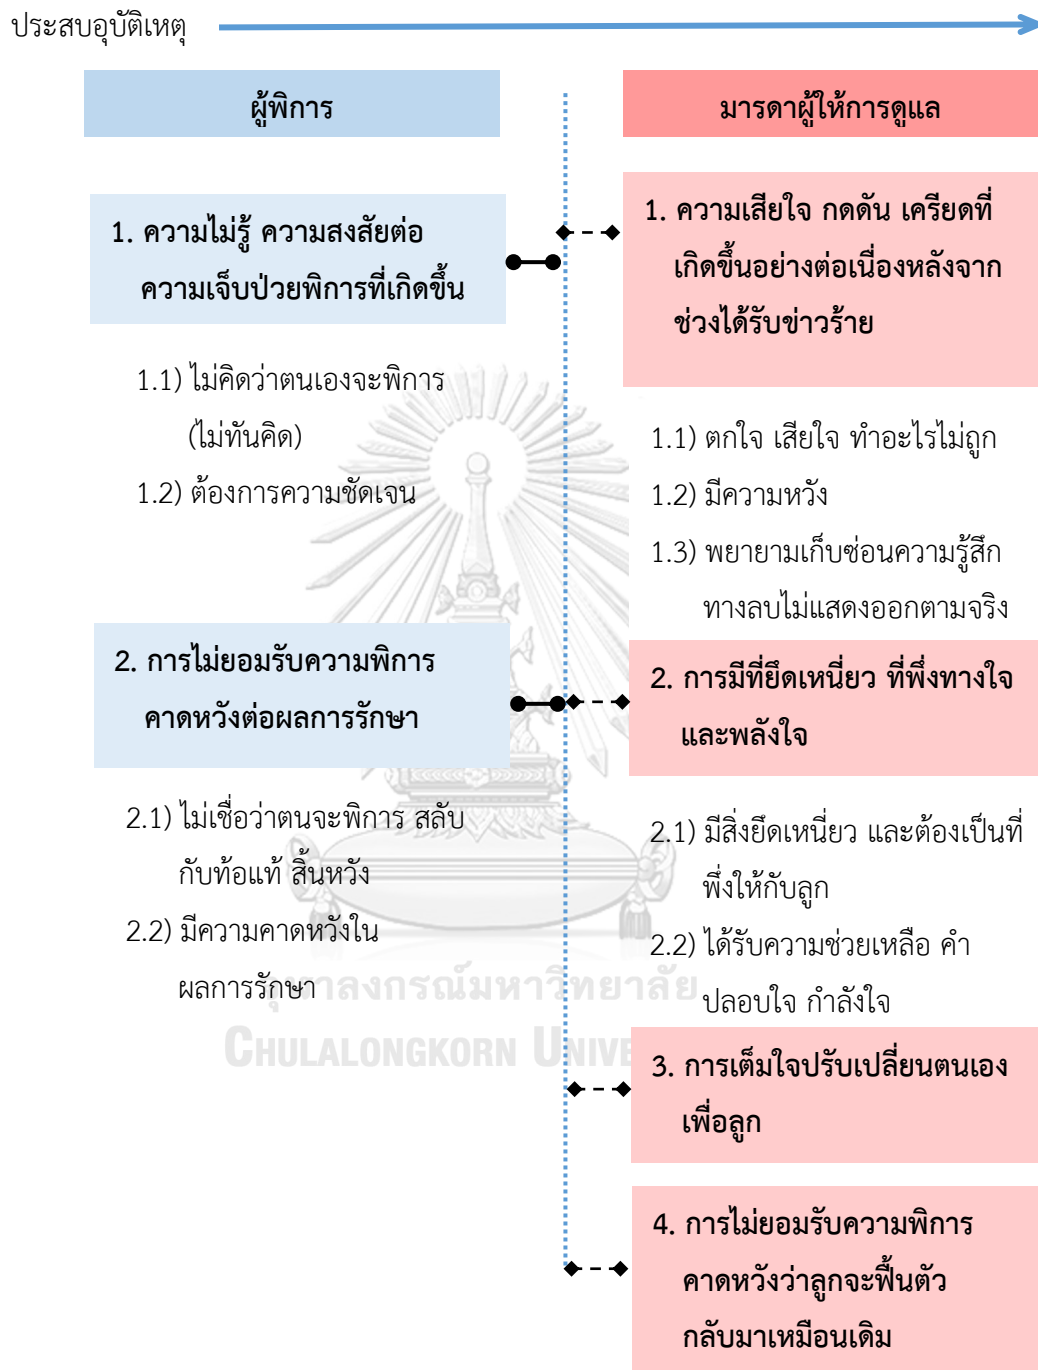 ประสบอุบัติเหตุ
ผู้พิการ
1. ความไม่รู้ ความสงสัยต่อ
ความเจ็บป่วยพิการที่เกิดขึ้น
1.1) ไม่คิดว่าตนเองจะพิการ
(ไม่ทันคิด)
1.2) ต้องการความชัดเจน
2. การไม่ยอมรับความพิการ
คาดหวังต่อผลการรักษา
2.1) ไม่เชื่อว่าตนจะพิการ สลับ
กับท้อแท้ สิ้นหวัง
2.2) มีความคาดหวังใน
ผลการรักษา
มารดาผู้ให้การดูแล
1. ความเสียใจ กดดัน เครียดที่
เกิดขึ้นอย่างต่อเนื่องหลังจาก
ช่วงได้รับข่าวร้าย
1.1) ตกใจ เสียใจ ทำอะไรไม่ถูก
1.2) มีความหวัง
1.3) พยายามเก็บซ่อนความรู้สึก
ทางลบไม่แสดงออกตามจริง
2. การมีที่ยึดเหนี่ยว ที่พึ่งทางใจ
และพลังใจ
2.1) มีสิ่งยึดเหนี่ยว และต้องเป็นที่
พึ่งให้กับลูก
2.2) ได้รับความช่วยเหลือ คำ
ปลอบใจ กำลังใจ
3. การเต็มใจปรับเปลี่ยนตนเอง
เพื่อลูก
4. การไม่ยอมรับความพิการ
คาดหวังว่าลูกจะฟื้นตัว
กลับมาเหมือนเดิม
จุฬาลงกรณ์มหาวิทยาลัย
CHULALONGKORN UNIVE